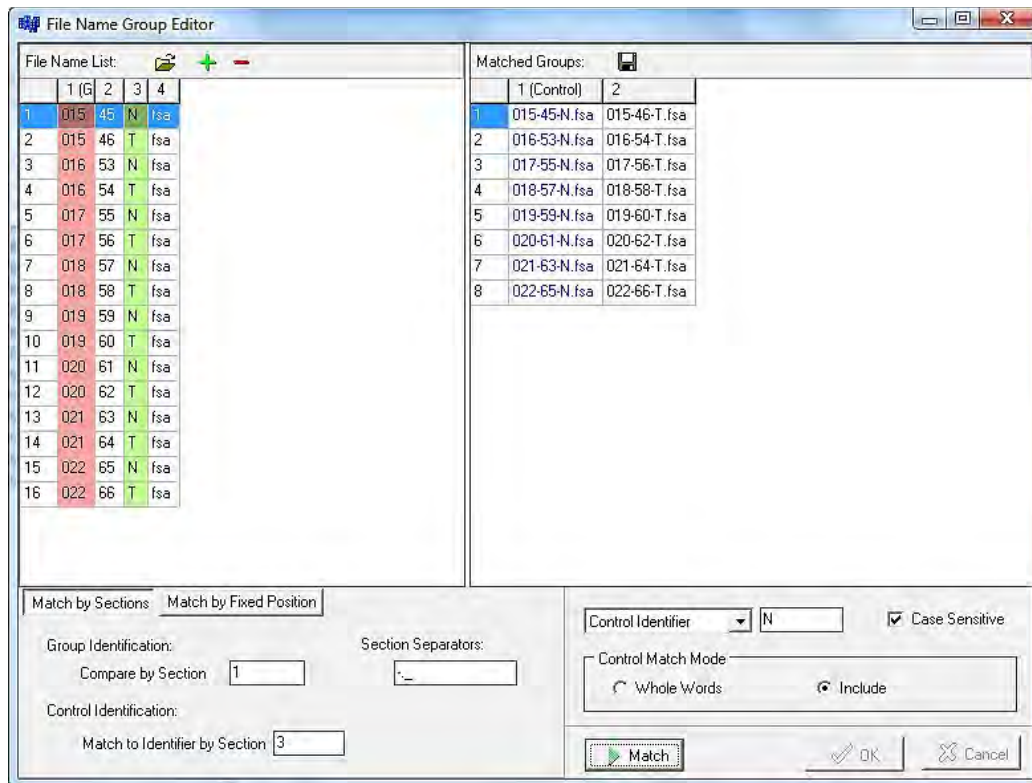 File Name Group Editor
File Name List:
1 (G 2 3 4
1 015 45 N fsa
2 015 46 T fsa
3 016 53 N fsa
4 016 54 T fsa
5 017 55 N fsa
6 017 56 T fsa
7 018 57 N fsa
8 018 58 T fsa
9 019 59 N fsa
10 019 60 T fsa
11 020 61 N fsa
12 020 62 T fsa
13 021 63 N fsa
14 021 64 T fsa
15 022 65 N fsa
16 022 66 T fsa
Matched Groups:
1 (Control) 2
1 015-45-N.fsa 015-46-T.fsa
2 016-53-N.fsa 016-54-T.fsa
3 017-55-N.fsa 017-56-T.fsa
4 018-57-N.fsa 018-58-T.fsa
5 019-59-N.fsa 019-60-T.fsa
6 020-61-N.fsa 020-62-T.fsa
7 021-63-N.fsa 021-64-T.fsa
8 022-65-N.fsa 022-66-T.fsa
Match by Sections Match by Fixed Position
Group Identification:
Compare by Section 1
Section Separators:
-._
Control Identification:
Match to Identifier by Section 3
Control Identifier N Case Sensitive
Control Match Mode
Whole Words Include
Match OK Cancel